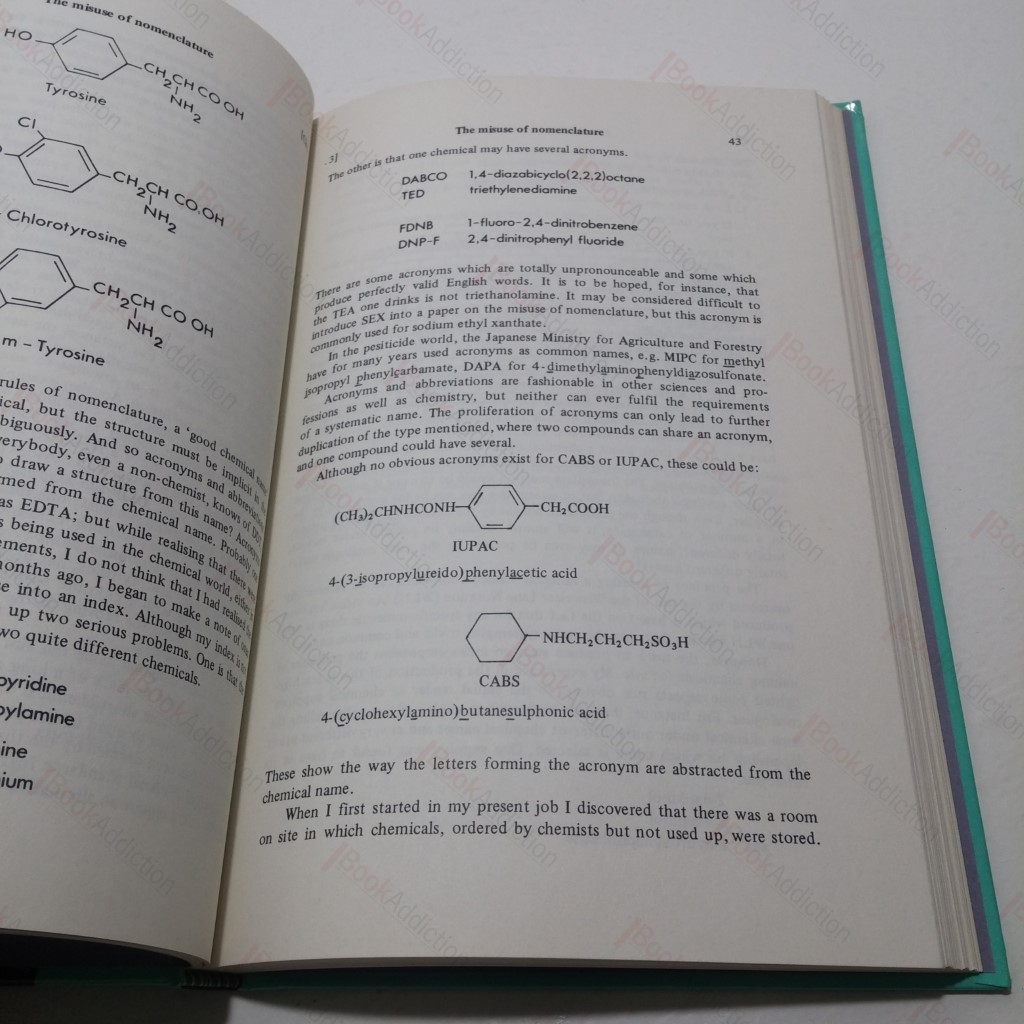 The misuse of nomenclature
HO
CH2CH COOH
NH2
Tyrosine
Cl
CH2CH CO.OH
NH2
Chlorotyrosine
CH2CH CO OH
NH2
m - Tyrosine
rules of nomenclature, a 'good chemical
ical, but the structure must be implicit in
biguously. And so acronyms and abbreviations
verybody, even a non-chemist, knows of DDT
draw a structure from this name? Acronyms
rmed from the chemical name. Probably
as EDTA; but while realising that there were
s being used in the chemical world, either
ements, I do not think that I had realised
months ago, I began to make a note of
se into an index. Although my index is
up two serious problems. One is that
wo quite different chemicals.
pyridine
pylamine
ine
ium
The misuse of nomenclature 43
.3]
The other is that one chemical may have several acronyms.
DABCO 1,4-diazabicyclo(2,2,2)octane
TED triethylenediamine
FDNB 1-fluoro-2,4-dinitrobenzene
DNP-F 2,4-dinitrophenyl fluoride
There are some acronyms which are totally unpronounceable and some which
produce perfectly valid English words. It is to be hoped, for instance, that
the TEA one drinks is not triethanolamine. It may be considered difficult to
introduce SEX into a paper on the misuse of nomenclature, but this acronym is
commonly used for sodium ethyl xanthate.
In the pesiticide world, the Japanese Ministry for Agriculture and Forestry
have for many years used acronyms as common names, e.g. MIPC for methyl
isopropyl phenylcarbamate, DAPA for 4-dimethylaminophenyldiazosulfonate.
Acronyms and abbreviations are fashionable in other sciences and pro-
fessions as well as chemistry, but neither can ever fulfil the requirements
of a systematic name. The proliferation of acronyms can only lead to further
duplication of the type mentioned, where two compounds can share an acronym,
and one compound could have several.
Although no obvious acronyms exist for CABS or IUPAC, these could be:
(CH3)2CHNHCONH CH2COOH
IUPAC
4-(3-isopropylureido)phenylacetic acid
NHCH2CH2CH2SO3H
CABS
4-(cyclohexylamino)butanesulphonic acid
These show the way the letters forming the acronym are abstracted from the
chemical name.
When I first started in my present job I discovered that there was a room
on site in which chemicals, ordered by chemists but not used up, were stored.
BookAddiction